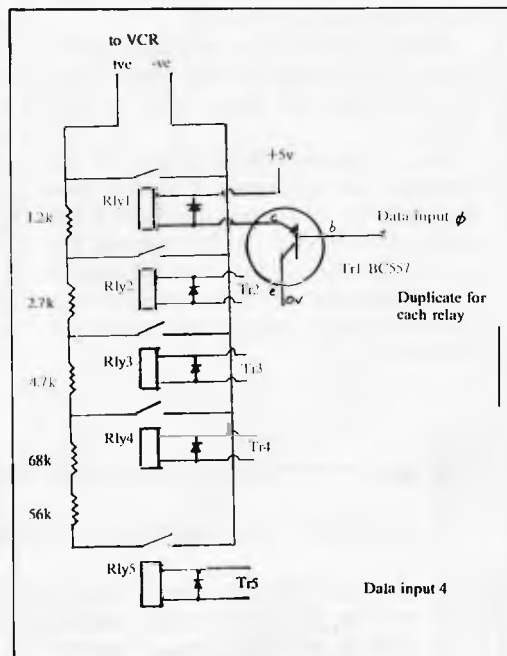 to VCR
+ve -ve
+5v
Rly1
1.2k
c
b
Data Input ϕ
Tr1 BC557
e
0v
Rly2
Tr2
2.7k
Duplicate for
each relay
Rly3
Tr3
4.7k
Rly4
Tr4
68k
56k
Rly5
Tr5
Data input 4